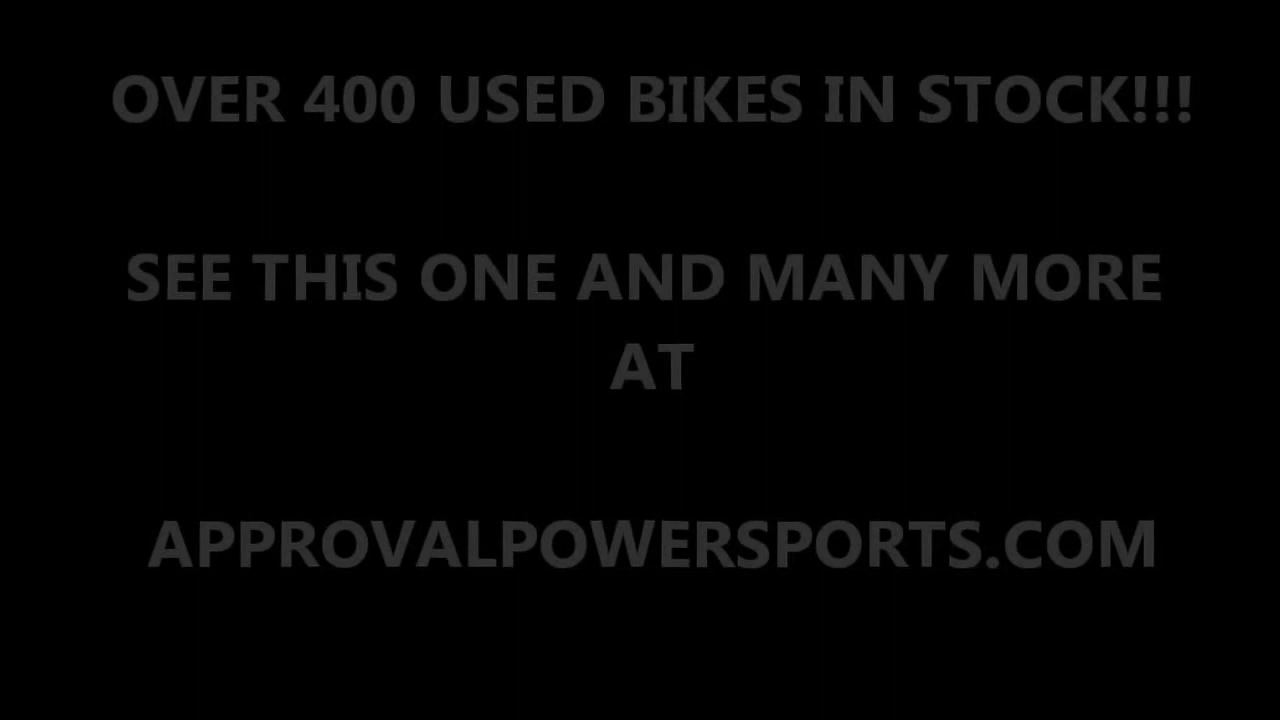 OVER 400 USED BIKES IN STOCK!!!
SEE THIS ONE AND MANY MORE
AT
APPROVALPOWERSPORTS.COM